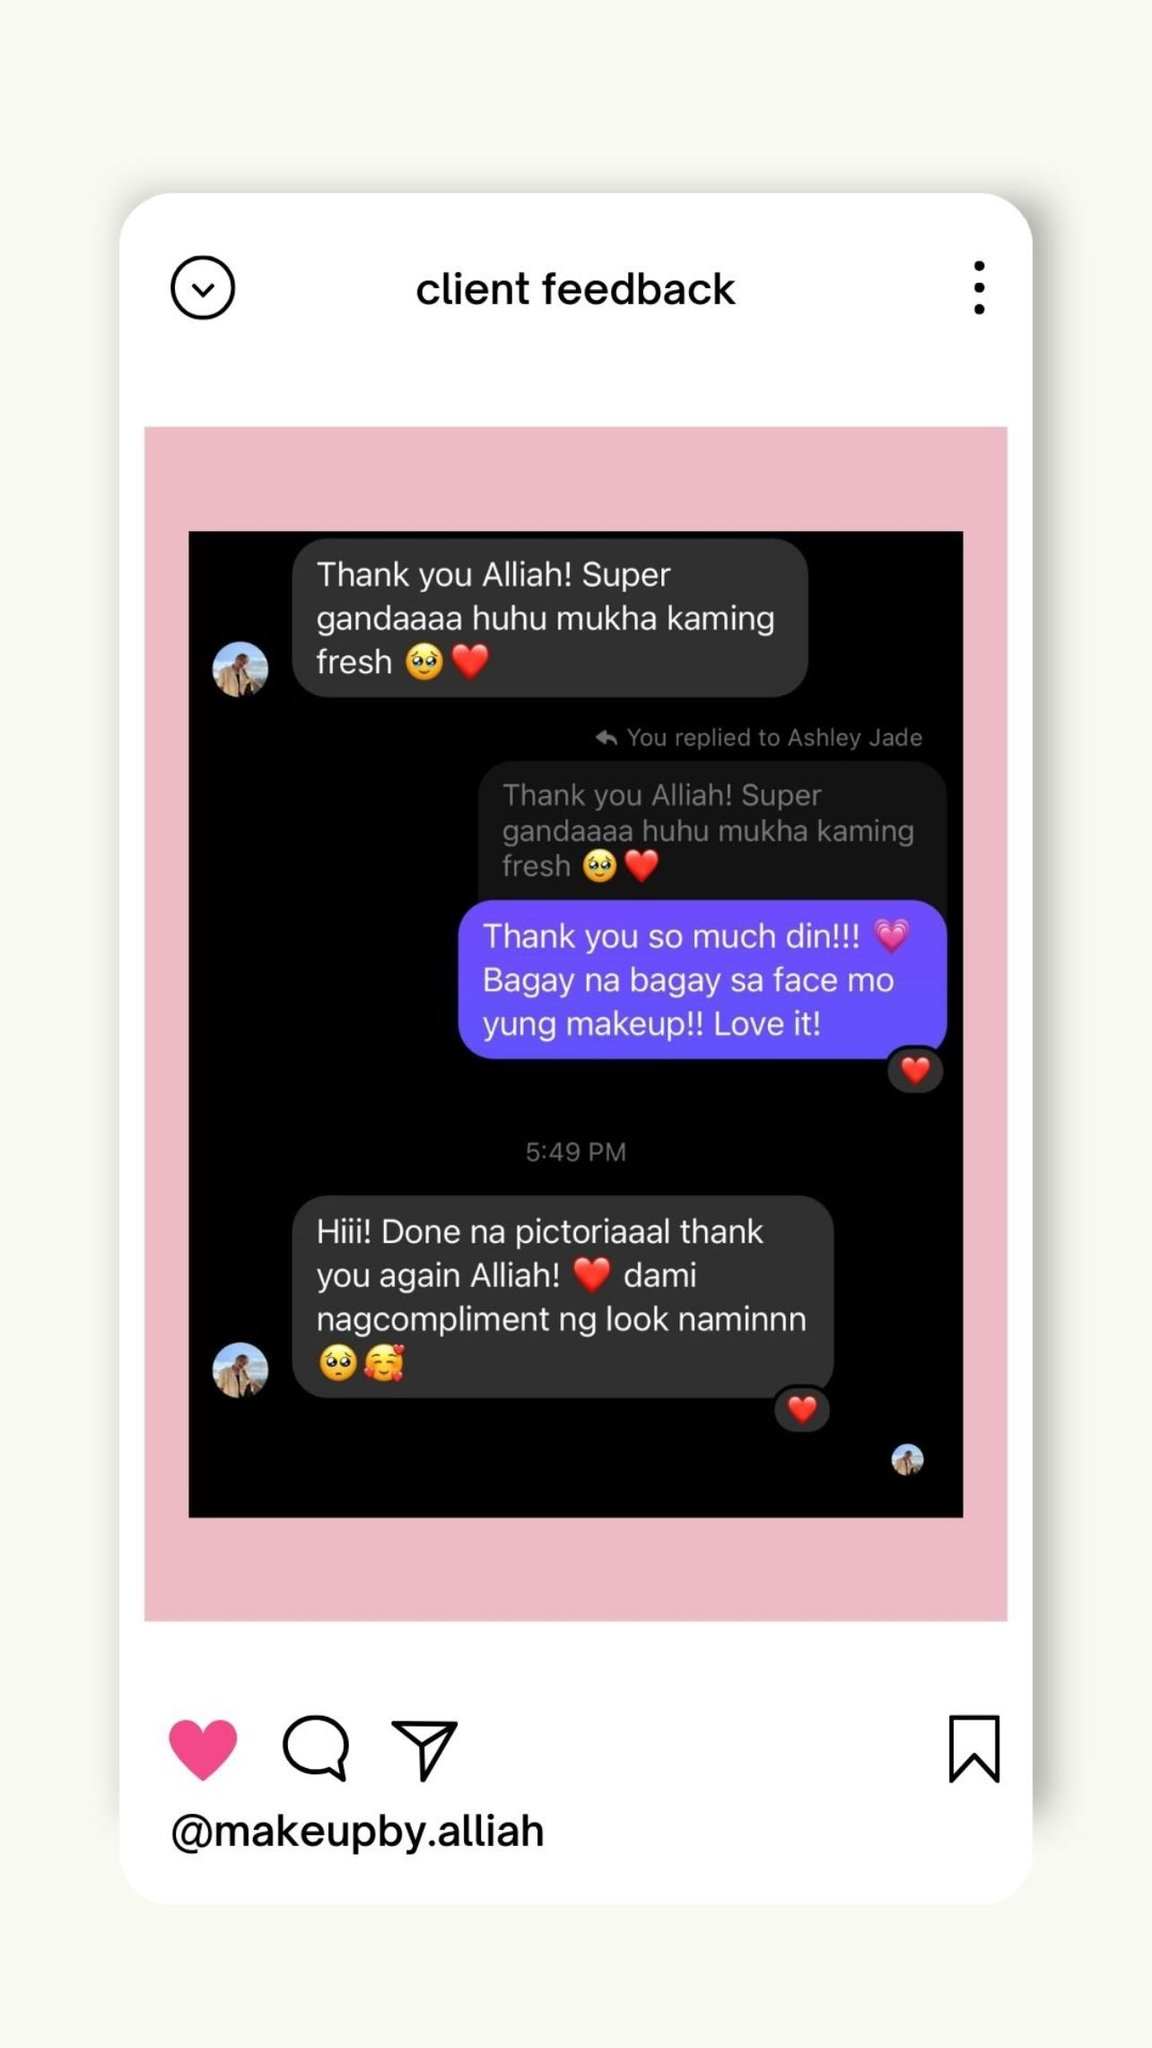 client feedback
Thank you Alliah! Super
gandaaaa huhu mukha kaming
fresh 🥹❤️
You replied to Ashley Jade
Thank you Alliah! Super
gandaaaa huhu mukha kaming
fresh 🥹❤️
Thank you so much din!!! 💗
Bagay na bagay sa face mo
yung makeup!! Love it!
5:49 PM
Hiii! Done na pictoriaaal thank
you again Alliah! ❤️ dami
nagcompliment ng look naminnn
🥺🥰
@makeupby.alliah